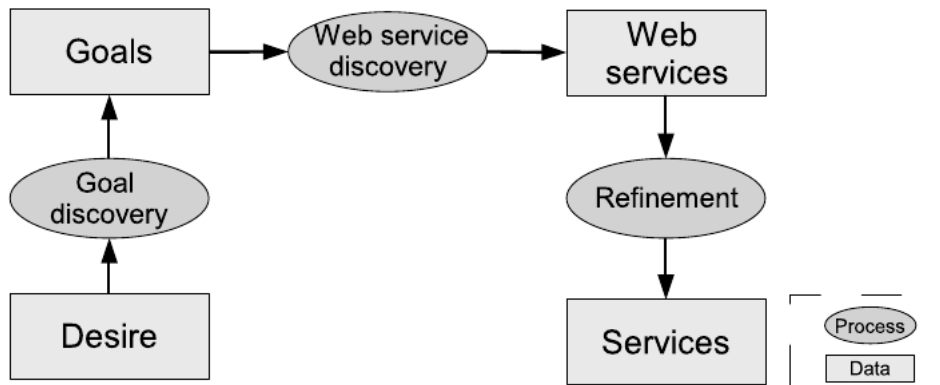 Goals
Web service
discovery
Web
services
Goal
discovery
Refinement
Desire
Services
Process
Data